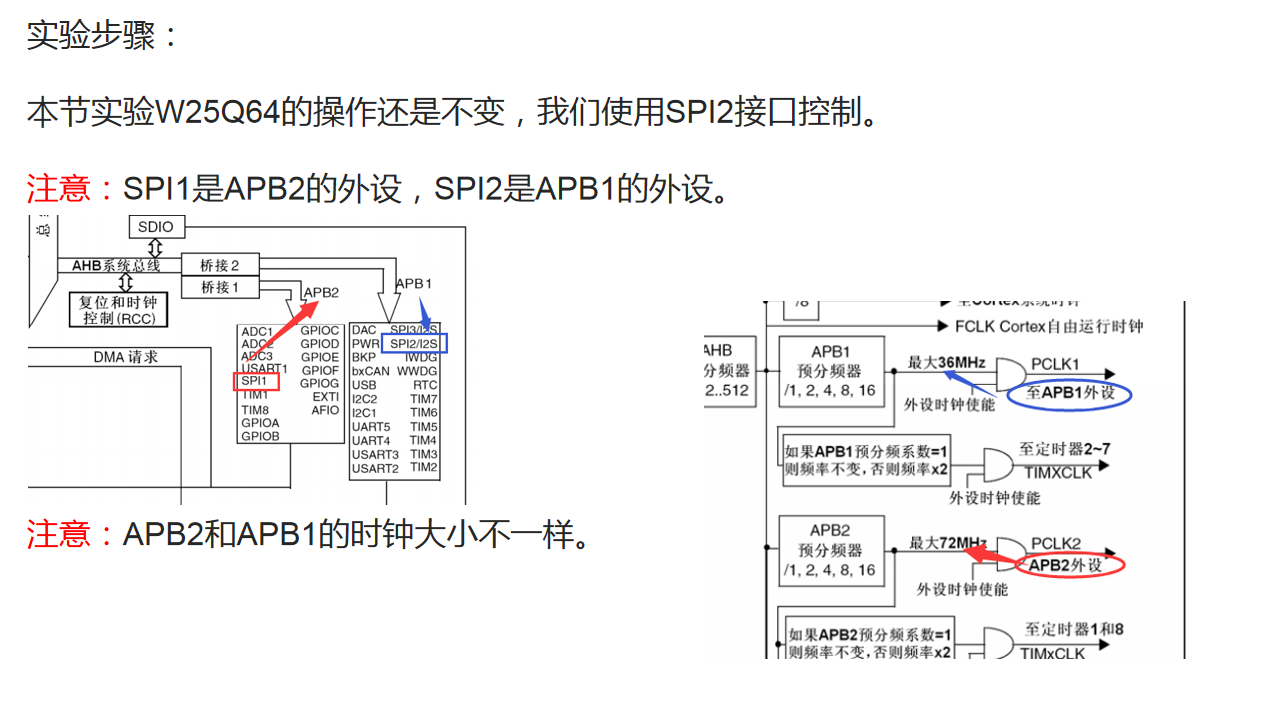 实验步骤：
本节实验W25Q64的操作还是不变，我们使用SPI2接口控制。
注意：SPI1是APB2的外设，SPI2是APB1的外设。
SDIO
AHB系统总线
桥接2
桥接1
复位和时钟
控制(RCC)
APB2
APB1
DMA 请求
ADC1
ADC2
ADC3
USART1
SPI1
TIM1
TIM8
GPIOA
GPIOB
GPIOC
GPIOD
GPIOE
GPIOF
GPIOG
EXTI
AFIO
DAC
PWR
BKP
bxCAN
USB
I2C2
I2C1
UART5
UART4
USART3
USART2
SPI3/I2S
SPI2/I2S
IWDG
WWDG
RTC
TIM7
TIM6
TIM5
TIM4
TIM3
TIM2
注意：APB2和APB1的时钟大小不一样。
/8
至Cortex系统时钟
FCLK Cortex自由运行时钟
AHB
分频器
2..512
APB1
预分频器
/1, 2, 4, 8, 16
最大36MHz
PCLK1
至APB1外设
外设时钟使能
如果APB1预分频系数=1
则频率不变,否则频率x2
至定时器2~7
TIMXCLK
外设时钟使能
APB2
预分频器
/1, 2, 4, 8, 16
最大72MHz
PCLK2
APB2外设
外设时钟使能
如果APB2预分频系数=1
则频率不变,否则频率x2
至定时器1和8
TIMxCLK